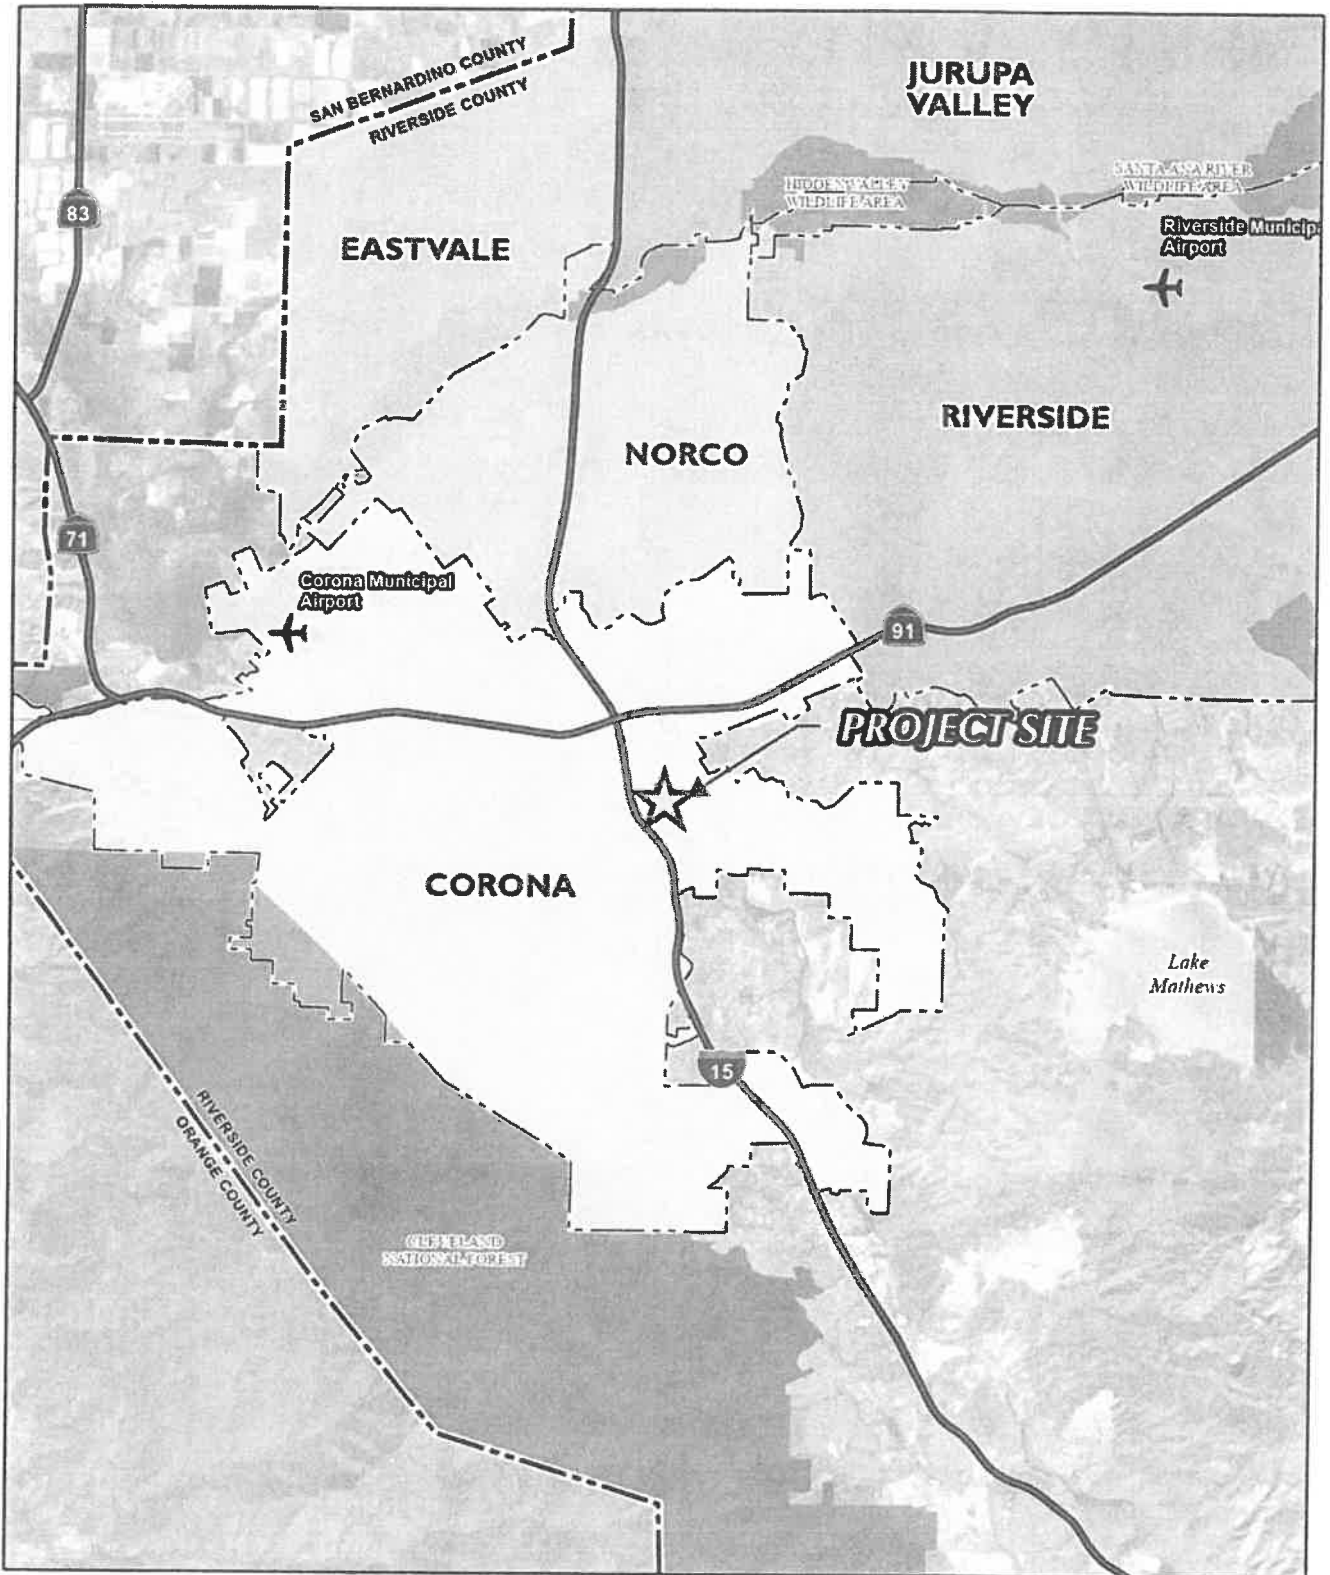 SAN BERNARDINO COUNTY
RIVERSIDE COUNTY
JURUPA
VALLEY
HIDDEN VALLEY
WILDLIFE AREA
SANTA ANA RIVER
WILDLIFE AREA
83
EASTVALE
Riverside Municip
Airport
RIVERSIDE
NORCO
71
Corona Municipal
Airport
91
PROJECT SITE
CORONA
Lake
Mathews
15
RIVERSIDE COUNTY
ORANGE COUNTY
CLEVELAND
NATIONAL FOREST